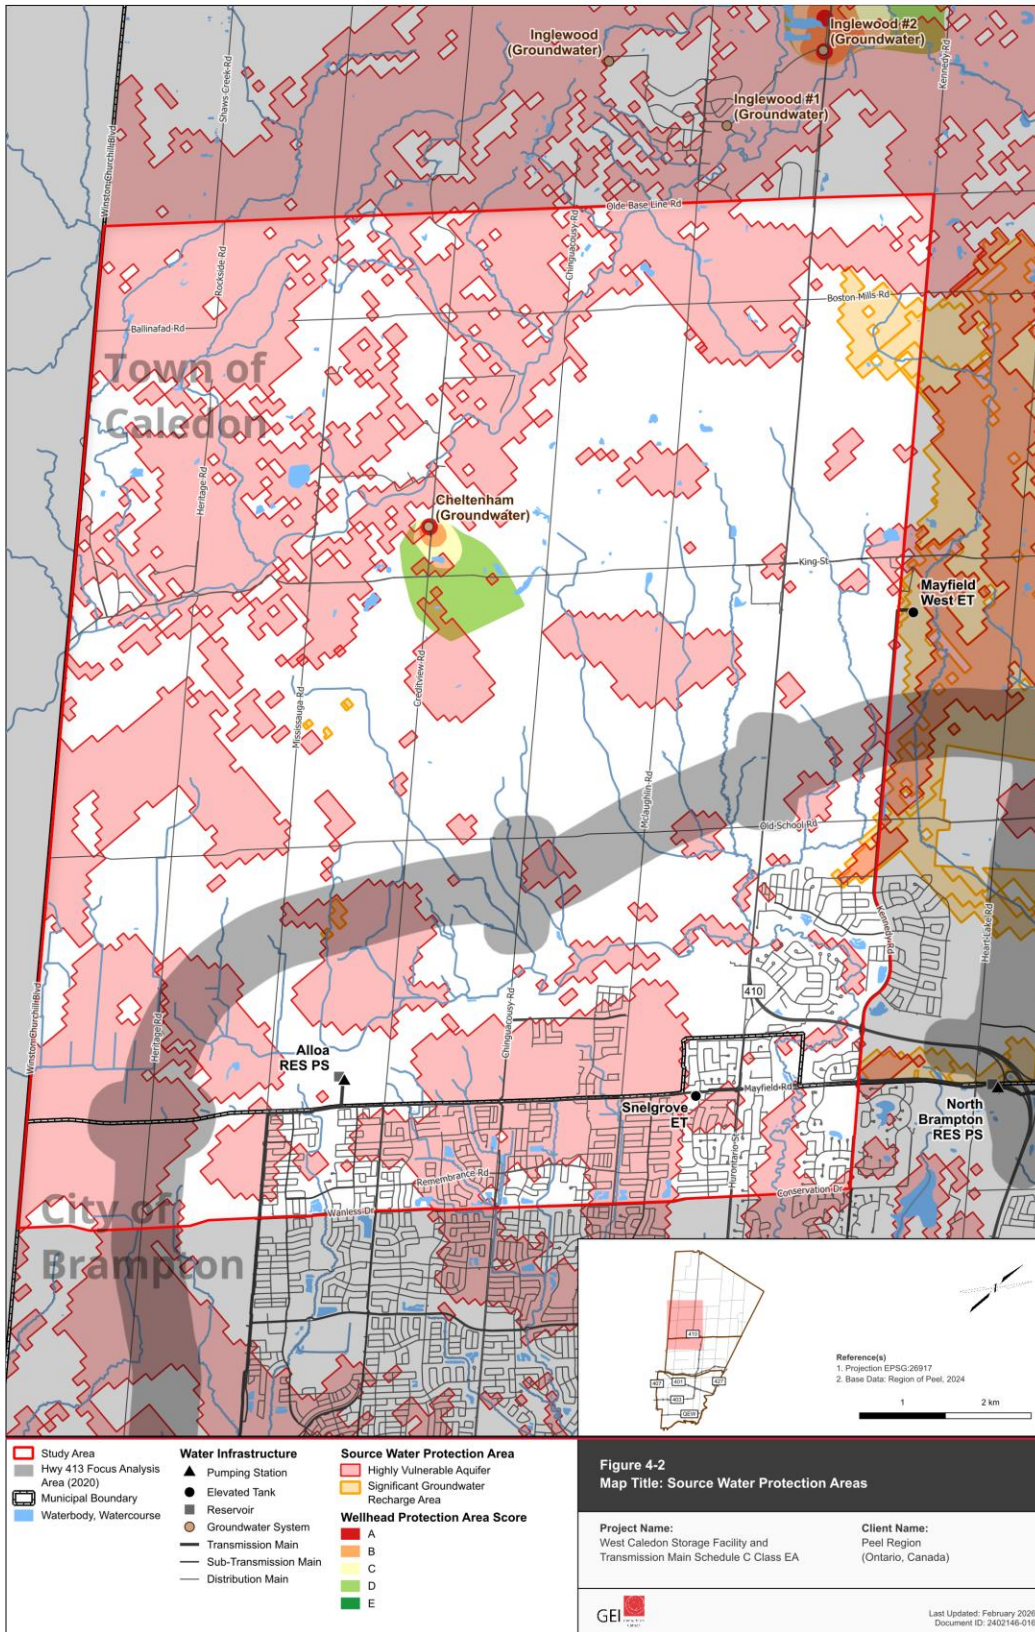 Inglewood #2
(Groundwater)
Inglewood
(Groundwater)
Inglewood #1
(Groundwater)
Kennedy Rd
Shaws Creek Rd
Winston Churchill Blvd
Olde Base Line Rd
Rockside Rd
Chinguacousy Rd
Boston Mills Rd
Ballinafad Rd
Town of
Caledon
Heritage Rd
Cheltenham
(Groundwater)
King St
Mayfield
West ET
Creditview Rd
Mississauga Rd
Mclaughlin Rd
Old School Rd
Kennedy Rd
Heart Lake Rd
410
Chinguacousy Rd
Winston Churchill Blvd
Heritage Rd
Alloa
RES PS
Mayfield Rd
Snelgrove
ET
North
Brampton
RES PS
Hurontario St
Remembrance Rd
Conservation Dr
Wanless Dr
City of
Brampton
410
407
401
427
403
QEW
Reference(s)
1. Projection EPSG:26917
2. Base Data: Region of Peel, 2024
1 2 km
Study Area
Hwy 413 Focus Analysis
Area (2020)
Municipal Boundary
Waterbody, Watercourse
Water Infrastructure
Pumping Station
Elevated Tank
Reservoir
Groundwater System
Transmission Main
Sub-Transmission Main
Distribution Main
Source Water Protection Area
Highly Vulnerable Aquifer
Significant Groundwater
Recharge Area
Wellhead Protection Area Score
A
B
C
D
E
Figure 4-2
Map Title: Source Water Protection Areas
Project Name:
West Caledon Storage Facility and
Transmission Main Schedule C Class EA
Client Name:
Peel Region
(Ontario, Canada)
GEI
Last Updated: February 2026
Document ID: 2402146-016